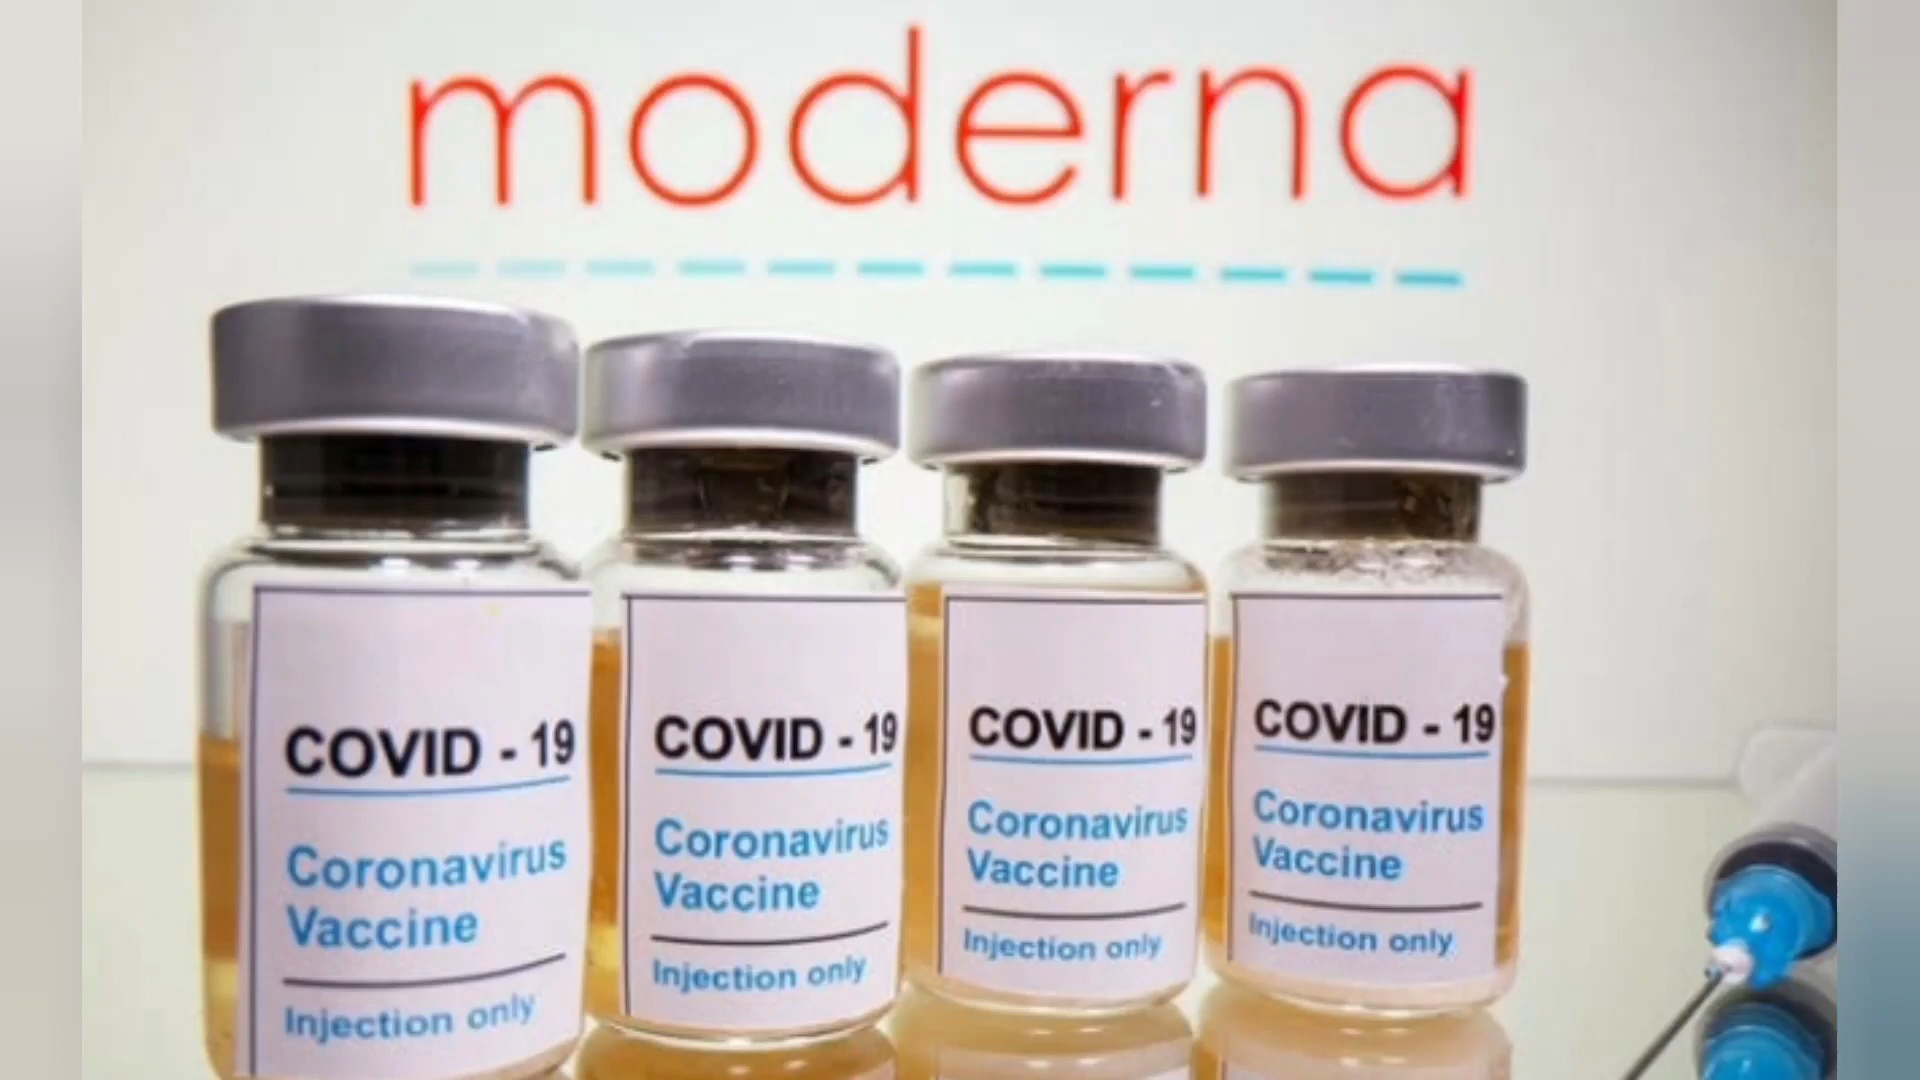 moderna
COVID - 19
Coronavirus
Vaccine
Injection only
COVID - 19
Coronavirus
Vaccine
Injection only
COVID - 19
Coronavirus
Vaccine
Injection only
COVID - 19
Coronavirus
Vaccine
Injection only